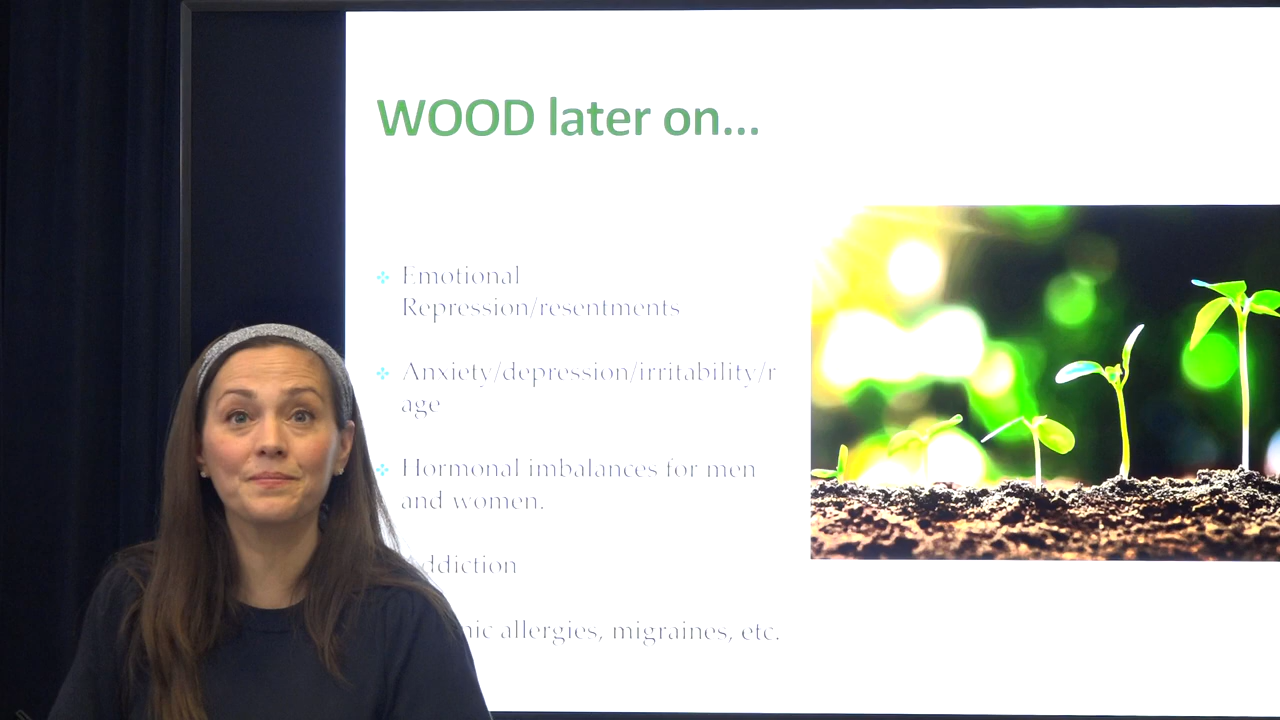 WOOD later on...
Emotional
Repression/resentments
Anxiety/depression/irritability/r
age
Hormonal imbalances for men
and women.
ddiction
nic allergies, migraines, etc.